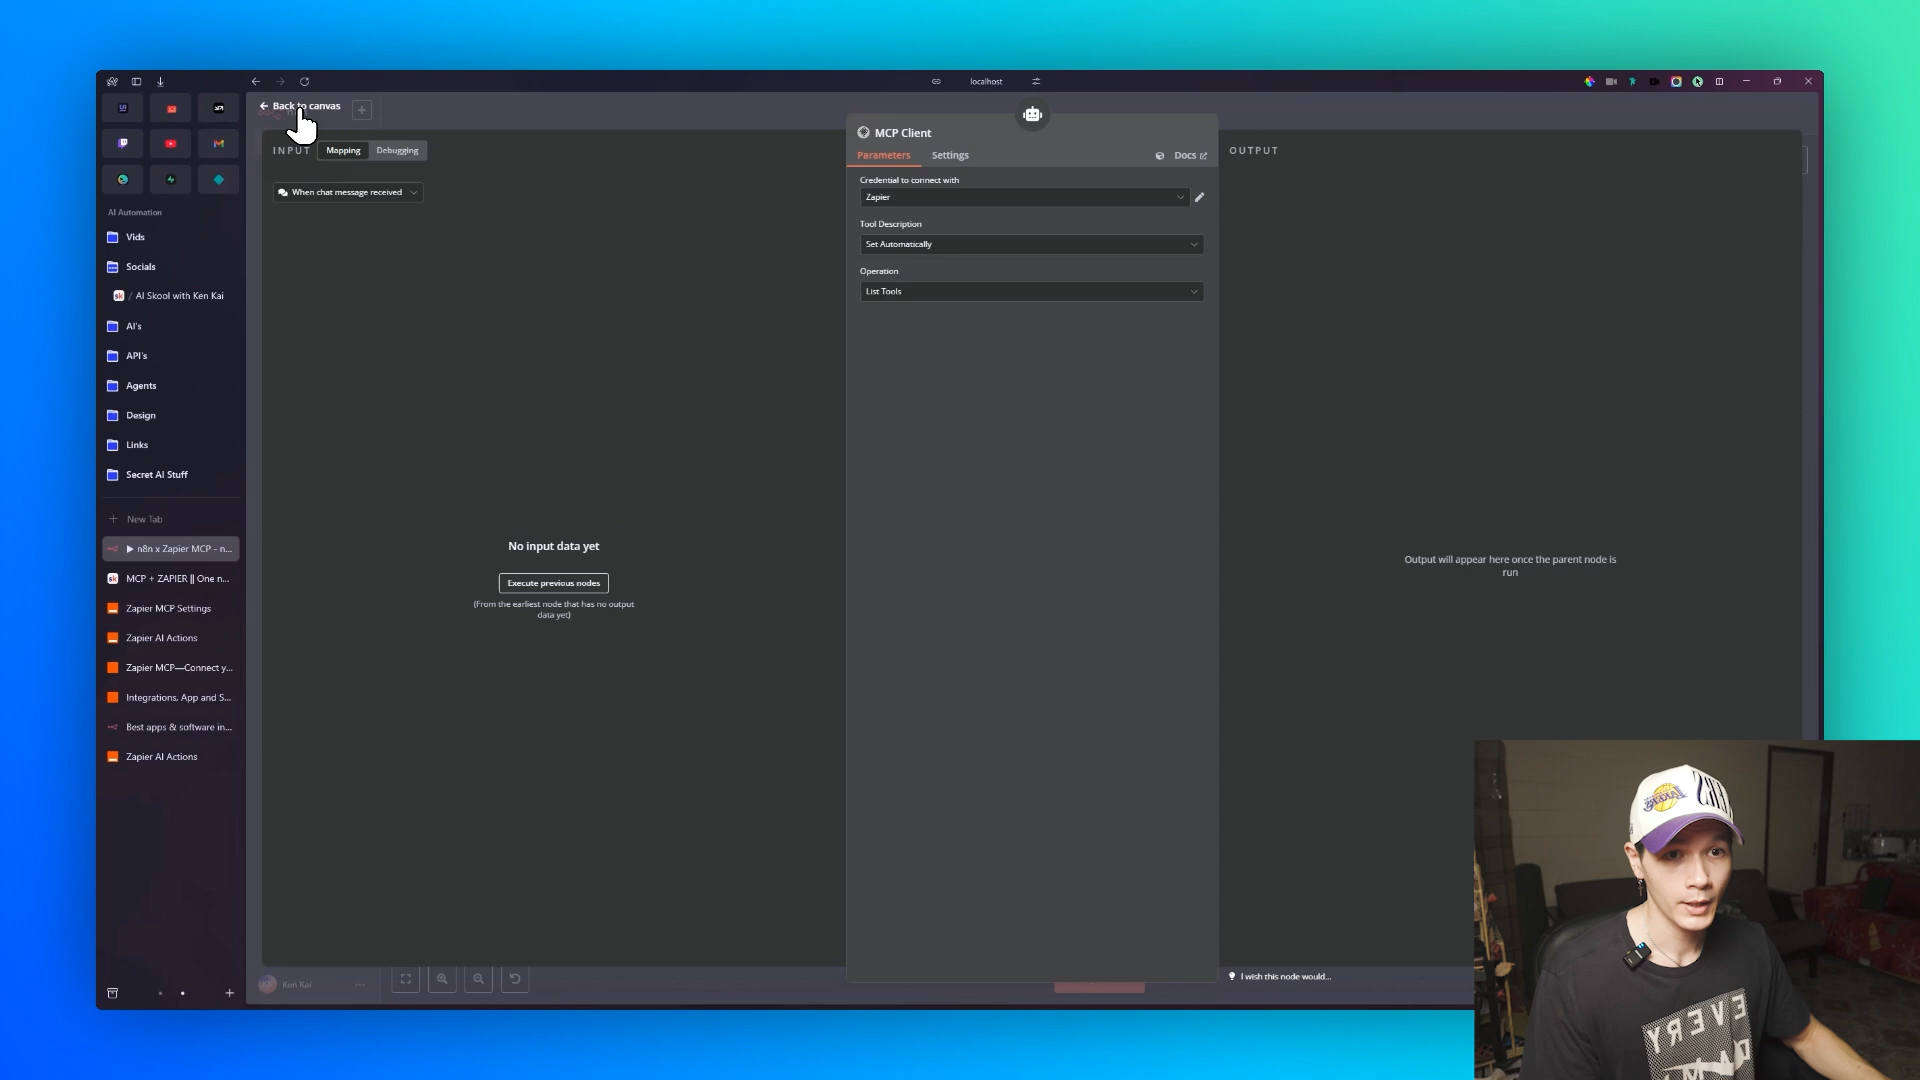 localhost
Back to canvas
MCP Client
INPUT
Mapping
Debugging
Parameters
Settings
Docs
OUTPUT
When chat message received
Credential to connect with
Zapier
Tool Description
Set Automatically
Operation
List Tools
AI Automation
Vids
Socials
sk / AI Skool with Ken Kai
AI's
API's
Agents
Design
Links
Secret AI Stuff
New Tab
n8n x Zapier MCP - n...
sk MCP + ZAPIER || One n...
Zapier MCP Settings
Zapier AI Actions
Zapier MCP—Connect y...
Integrations, App and S...
Best apps & software in...
Zapier AI Actions
No input data yet
Execute previous nodes
(From the earliest node that has no output
data yet)
Output will appear here once the parent node is
run
Ken Kai
I wish this node would...
EVERY